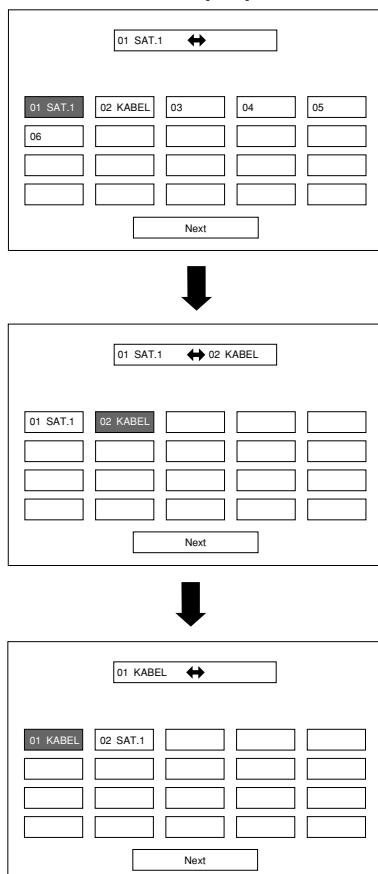 01 SAT.1 ⬌
01 SAT.1 02 KABEL 03 04 05
06
Next
01 SAT.1 ⬌ 02 KABEL
01 SAT.1 02 KABEL
Next
01 KABEL ⬌
01 KABEL 02 SAT.1
Next